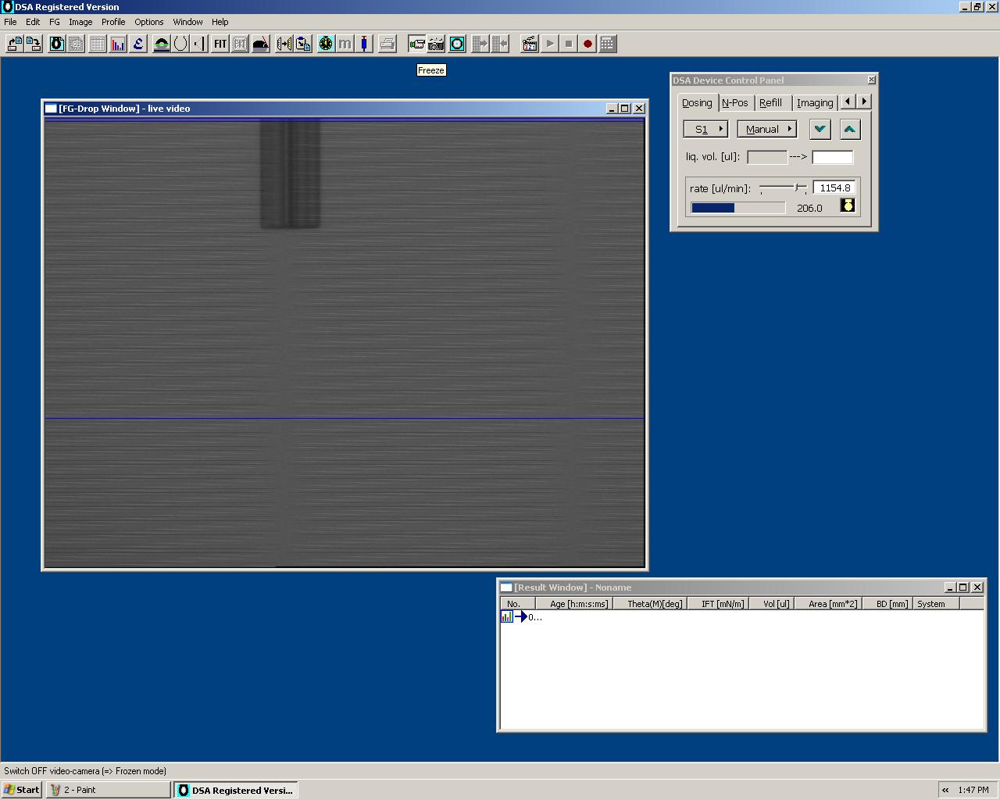 DSA Registered Version
File Edit FG Image Profile Options Window Help
FIT m
Freeze
DSA Device Control Panel
Dosing N-Pos Refill Imaging
S1 Manual
liq. vol. [ul]: --->
rate [ul/min]: 1154.8
206.0
[FG-Drop Window] - live video
[Result Window] - Noname
No. Age [h:m:s:ms] Theta(M)[deg] IFT [mN/m] Vol [ul] Area [mm*2] BD [mm] System
0...
Switch OFF video-camera (=> Frozen mode)
Start 2 - Paint DSA Registered Versi... « 1:47 PM